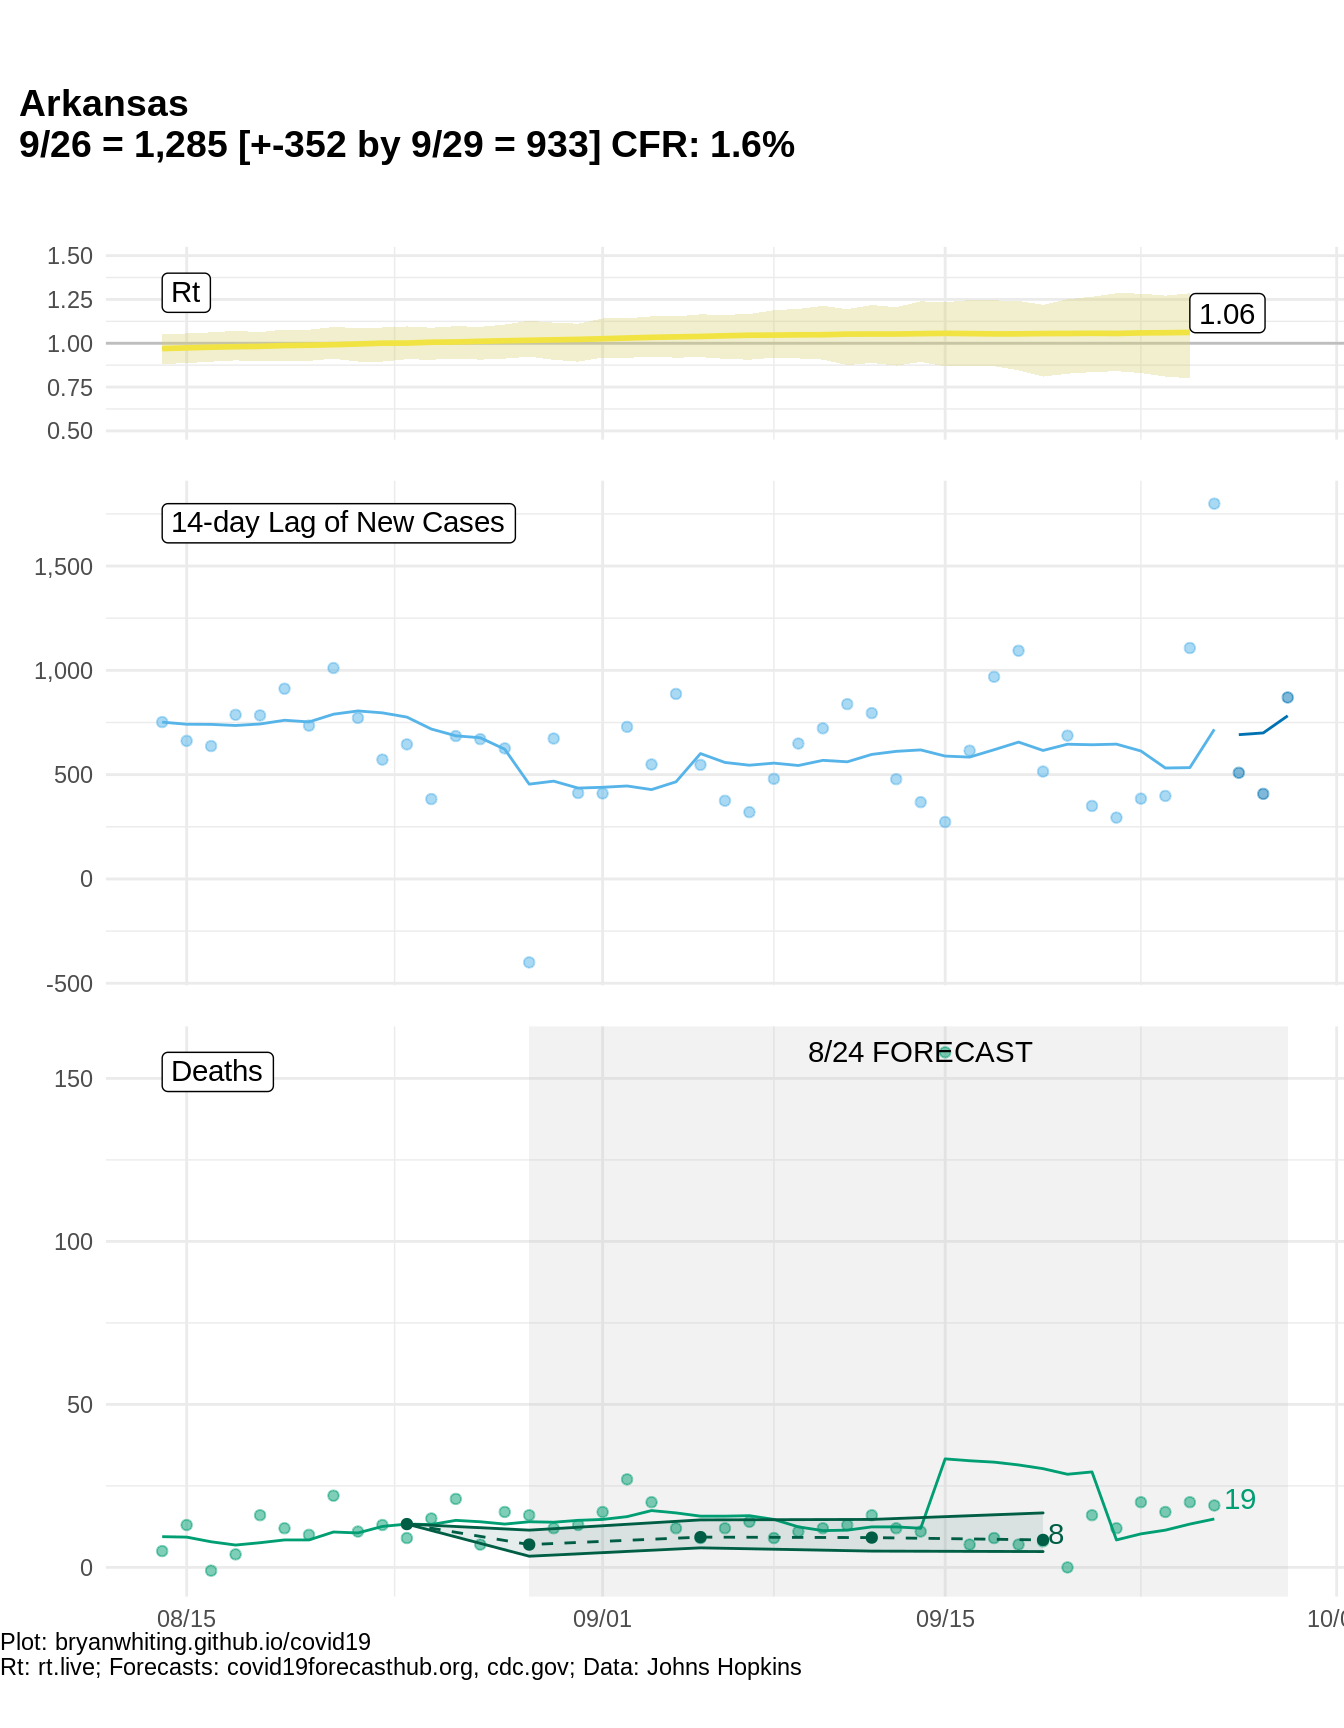 Arkansas
9/26 = 1,285 [+-352 by 9/29 = 933] CFR: 1.6%
1.50
1.25
1.00
0.75
0.50
Rt
1.06
14-day Lag of New Cases
1,500
1,000
500
0
-500
8/24 FORECAST
Deaths
150
100
50
0
19
8
08/15
09/01
09/15
10/0
Plot: bryanwhiting.github.io/covid19
Rt: rt.live; Forecasts: covid19forecasthub.org, cdc.gov; Data: Johns Hopkins